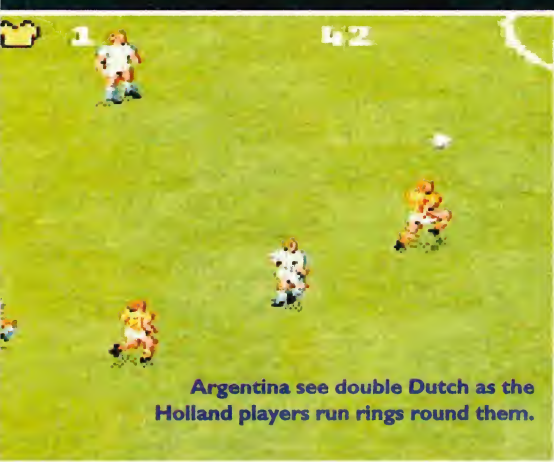 1 42
Argentina see double Dutch as the
Holland players run rings round them.